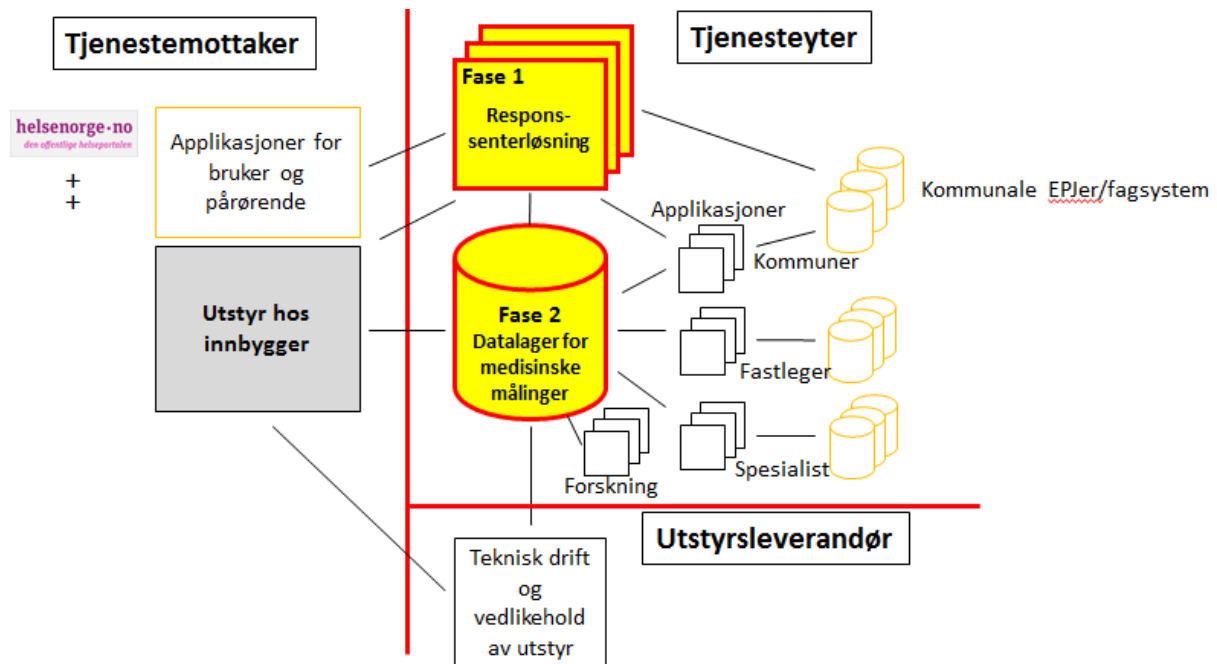 Tjenestemottaker
helsenorge.no
den offentlige helseportalen
+
+
Applikasjoner for
bruker og
pårørende
Utstyr hos
innbygger
Tjenesteyter
Fase 1
Respons-
senterløsning
Fase 2
Datalager for
medisinske
målinger
Applikasjoner
Kommuner
Kommunale EPJer/fagsystem
Fastleger
Spesialist
Forskning
Utstyrsleverandør
Teknisk drift
og
vedlikehold
av utstyr